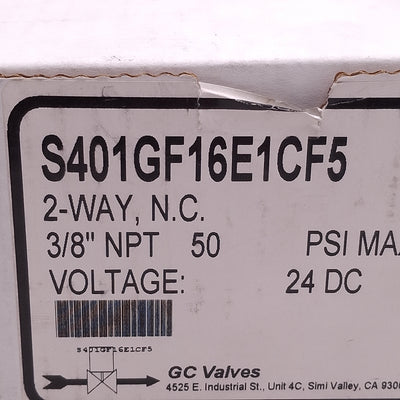 S401GF16E1CF5
2-WAY, N.C.
3/8" NPT 50 PSI MA
VOLTAGE: 24 DC
S401GF16E1CF5
GC Valves
4525 E. Industrial St., Unit 4C, Simi Valley, CA 930